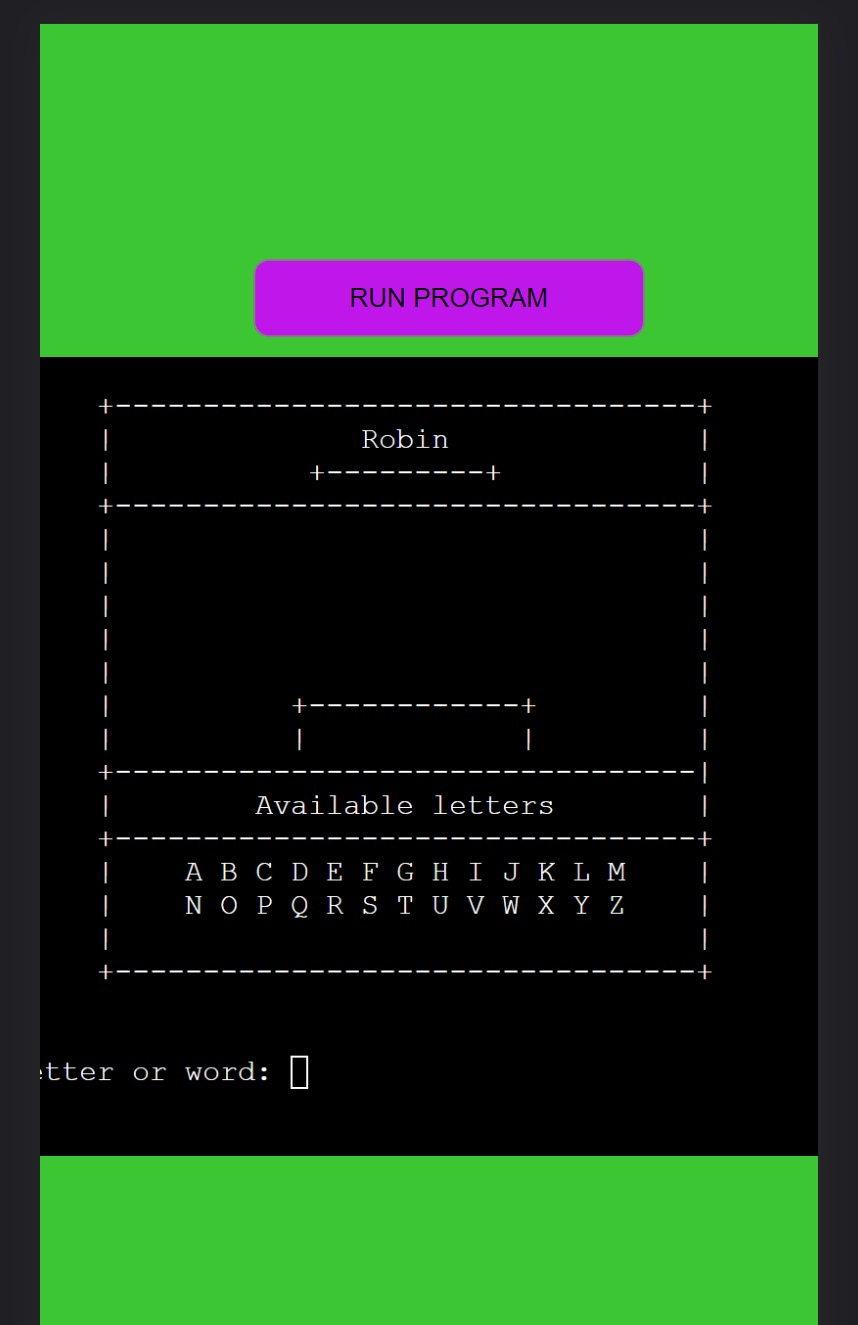 RUN PROGRAM
+---------------------------------+
| Robin |
| +---------+ |
+---------------------------------+
| |
| |
| |
| |
| |
| +------------+ |
| | | |
+---------------------------------|
| Available letters |
+---------------------------------+
| A B C D E F G H I J K L M |
| N O P Q R S T U V W X Y Z |
| |
+---------------------------------+
etter or word: